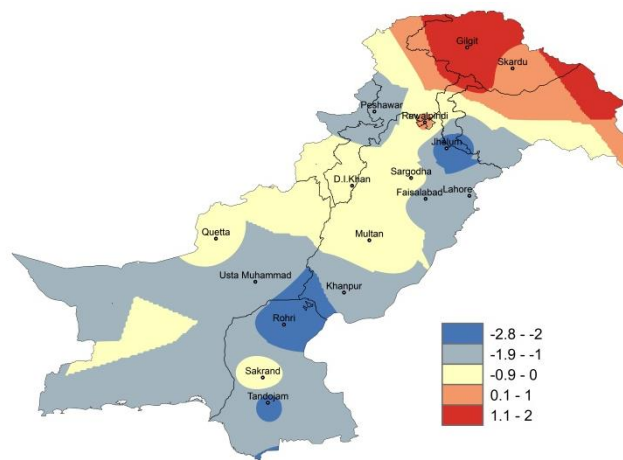 Gilgit
Skardu
Peshawar
Rawalpindi
Jhelum
Sargodha
D.I.Khan
Faisalabad
Lahore
Quetta
Multan
Usta Muhammad
Khanpur
Rohri
Sakrand
Tandojam
-2.8 - -2
-1.9 - -1
-0.9 - 0
0.1 - 1
1.1 - 2